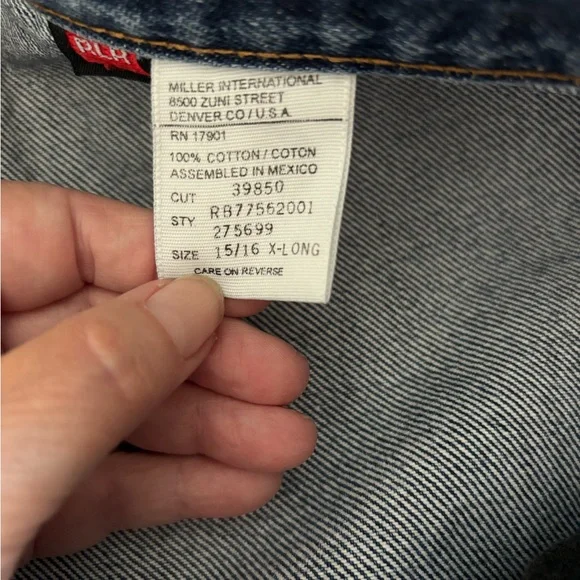 MILLER INTERNATIONAL
8500 ZUNI STREET
DENVER CO / U.S.A.
RN 17901
100% COTTON / COTON
ASSEMBLED IN MEXICO
CUT 39850
STY RB77562001
275699
SIZE 15/16 X-LONG
CARE ON REVERSE